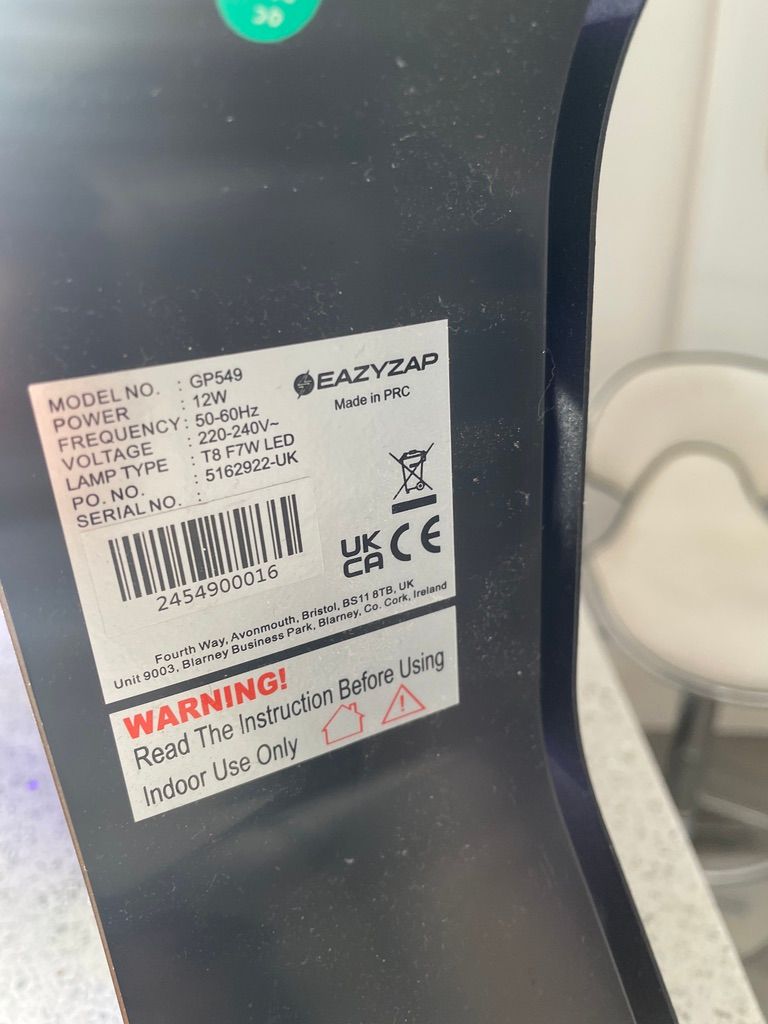 MODEL NO. : GP549
POWER : 12W
FREQUENCY : 50-60Hz
VOLTAGE : 220-240V~
LAMP TYPE : T8 F7W LED
PO. NO. : 5162922-UK
SERIAL NO. :
EAZYZAP
Made in PRC
2454900016
UK
CA CE
Fourth Way, Avonmouth, Bristol, BS11 8TB, UK
Unit 9003, Blarney Business Park, Blarney, Co. Cork, Ireland
WARNING!
Read The Instruction Before Using
Indoor Use Only